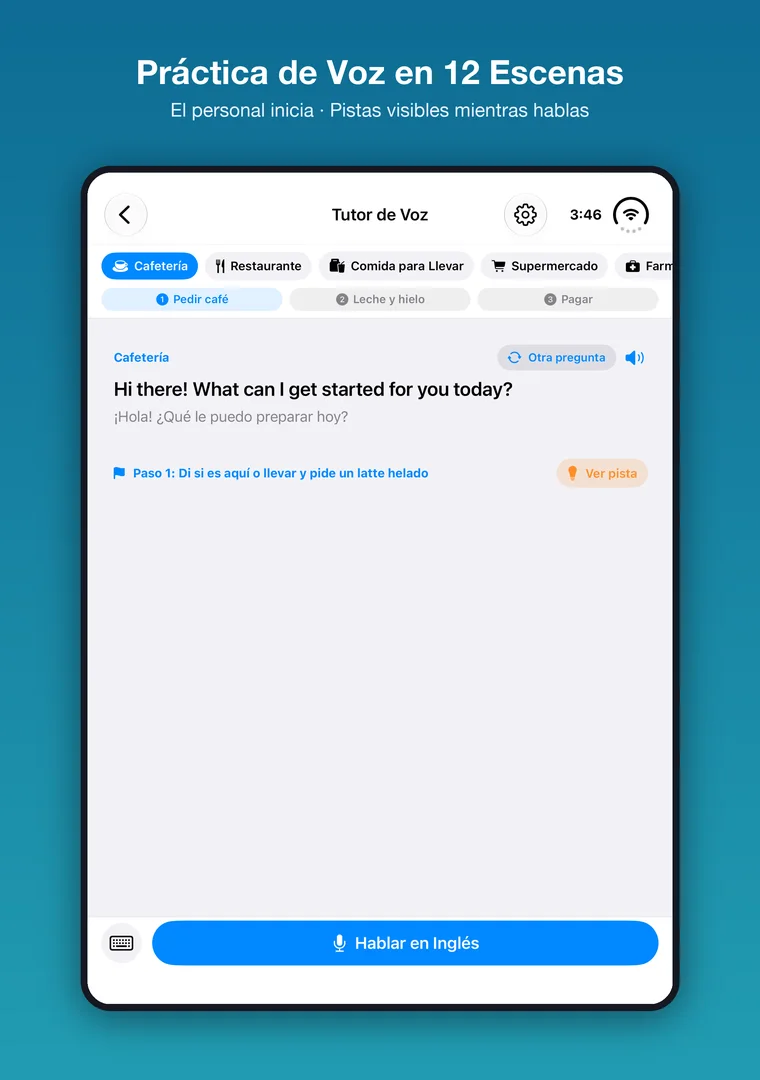 Práctica de Voz en 12 Escenas
El personal inicia · Pistas visibles mientras hablas
Tutor de Voz
3:46
Cafetería Restaurante Comida para Llevar Supermercado Farm
1 Pedir café 2 Leche y hielo 3 Pagar
Cafetería Otra pregunta
Hi there! What can I get started for you today?
¡Hola! ¿Qué le puedo preparar hoy?
Paso 1: Di si es aquí o llevar y pide un latte helado Ver pista
Hablar en Inglés